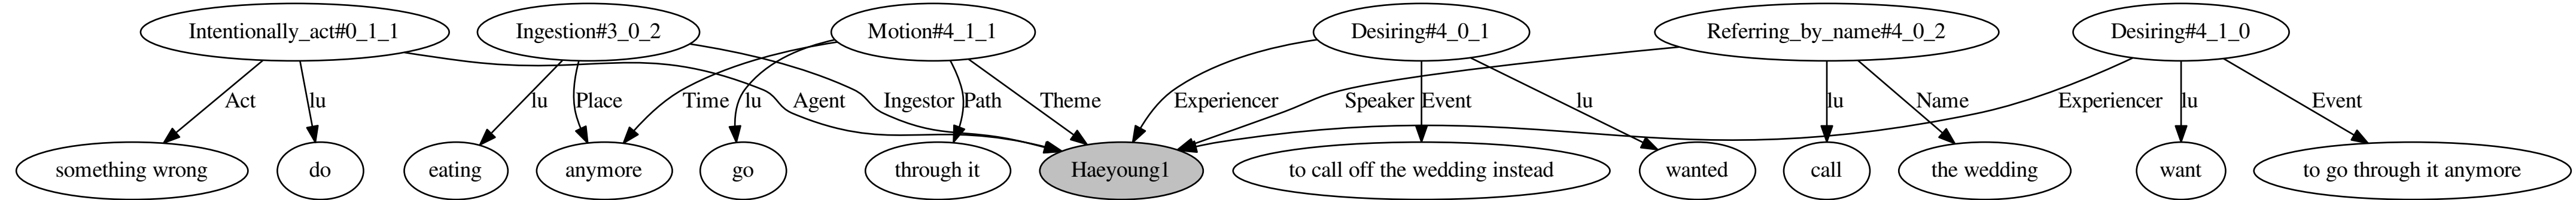 Intentionally_act#0_1_1 Ingestion#3_0_2 Motion#4_1_1 Desiring#4_0_1 Referring_by_name#4_0_2 Desiring#4_1_0
Act lu lu Place Time lu Agent Ingestor Path Theme Experiencer Speaker Event lu lu Name Experiencer lu Event
something wrong do eating anymore go through it Haeyoung1 to call off the wedding instead wanted call the wedding want to go through it anymore